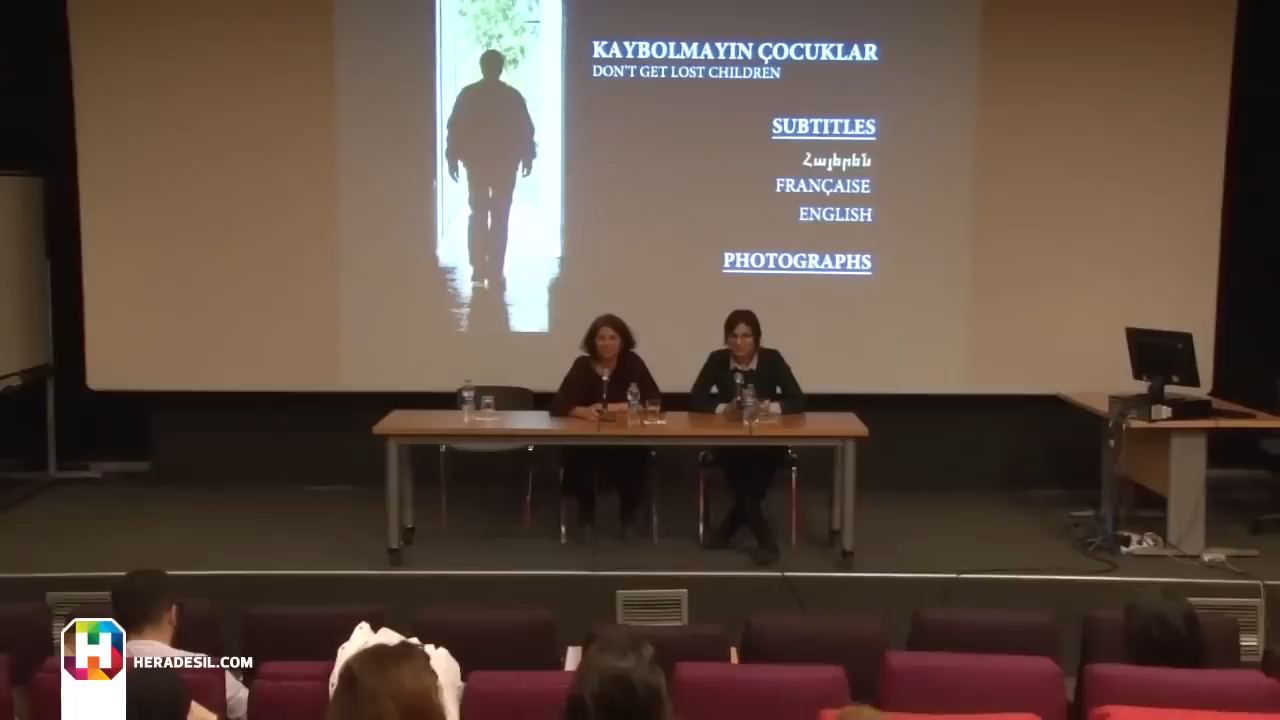 KAYBOLMAYIN ÇOCUKLAR
DON'T GET LOST CHILDREN
SUBTITLES
Հայերեն
FRANÇAISE
ENGLISH
PHOTOGRAPHS
H
HERADESIL.COM